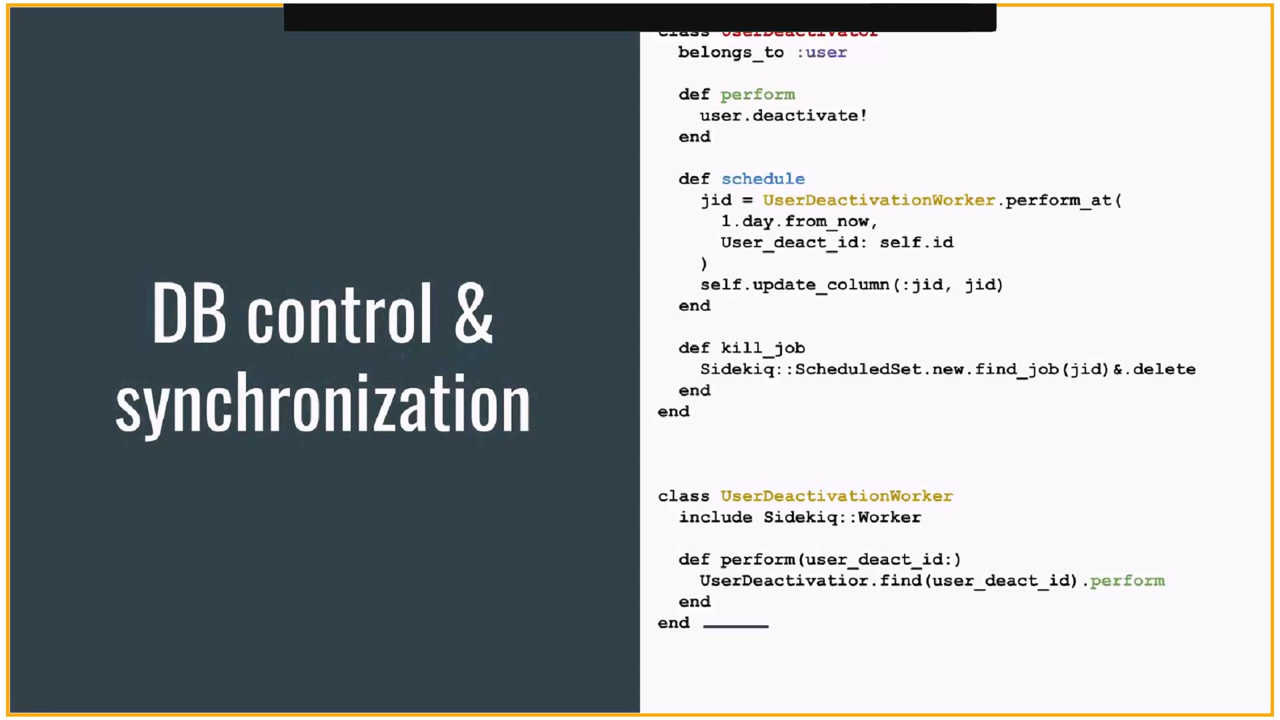 DB control &
synchronization
class UserDeactivator
belongs_to :user
def perform
user.deactivate!
end
def schedule
jid = UserDeactivationWorker.perform_at(
1.day.from_now,
User_deact_id: self.id
)
self.update_column(:jid, jid)
end
def kill_job
Sidekiq::ScheduledSet.new.find_job(jid)&.delete
end
end
class UserDeactivationWorker
include Sidekiq::Worker
def perform(user_deact_id:)
UserDeactivatior.find(user_deact_id).perform
end
end